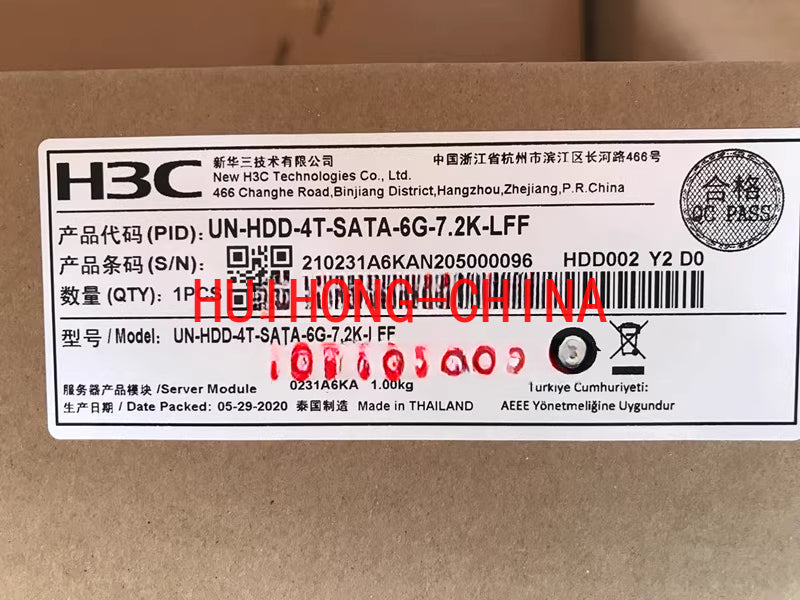 H3C
新华三技术有限公司 中国浙江省杭州市滨江区长河路466号
New H3C Technologies Co., Ltd.
466 Changhe Road,Binjiang District,Hangzhou,Zhejiang,P.R.China
合格
QC PASS
产品代码(PID): UN-HDD-4T-SATA-6G-7.2K-LFF
产品条码(S/N): 210231A6KAN205000096 HDD002 Y2 D0
数量(QTY): 1PCS
HUIHONG-CHINA
型号/Model: UN-HDD-4T-SATA-6G-7.2K-LFF
服务器产品模块/Server Module 0231A6KA 1.00kg Türkiye Cumhuriyeti:
生产日期/Date Packed: 05-29-2020 泰国制造 Made in THAILAND AEEE Yönetmeliğine Uygundur